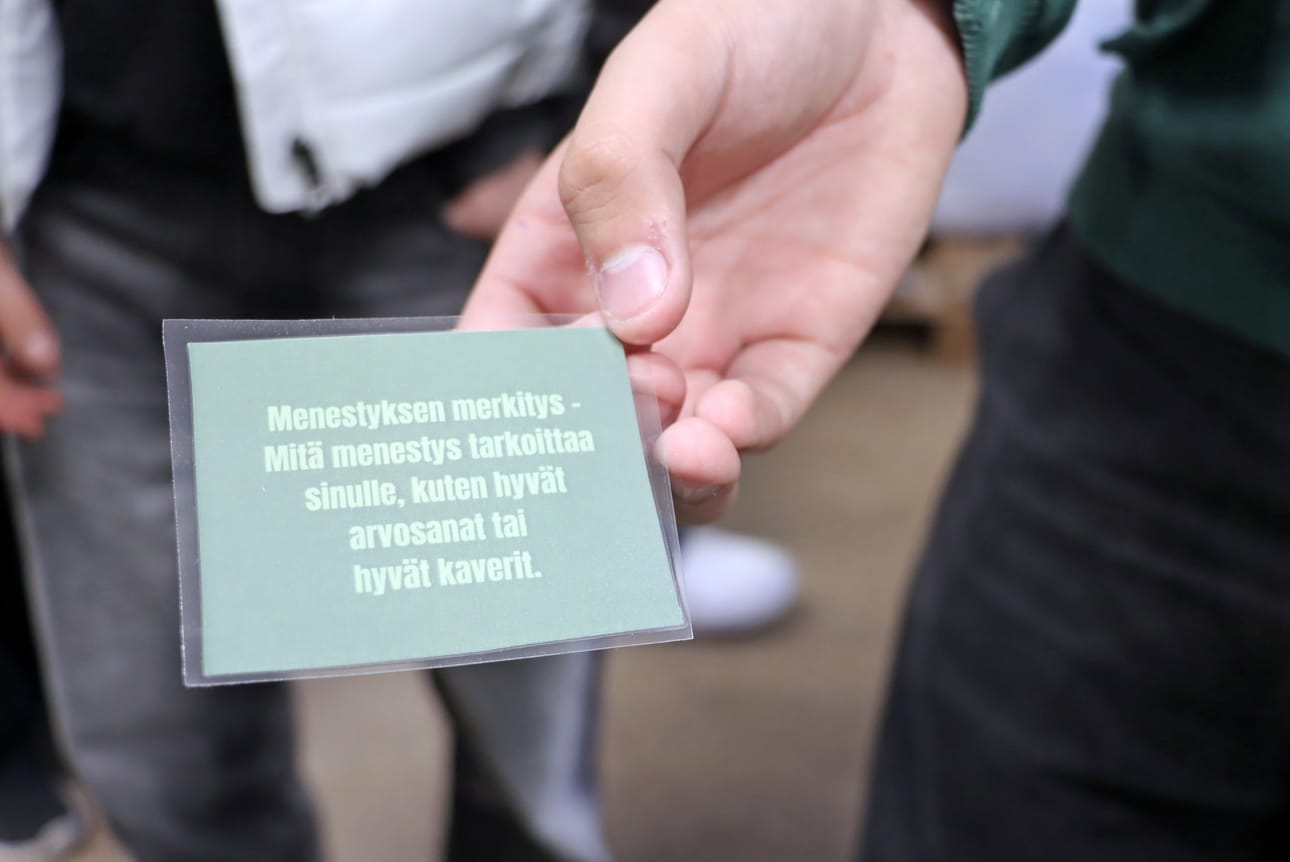 Menestyksen merkitys -
Mitä menestys tarkoittaa
sinulle, kuten hyvät
arvosanat tai
hyvät kaverit.